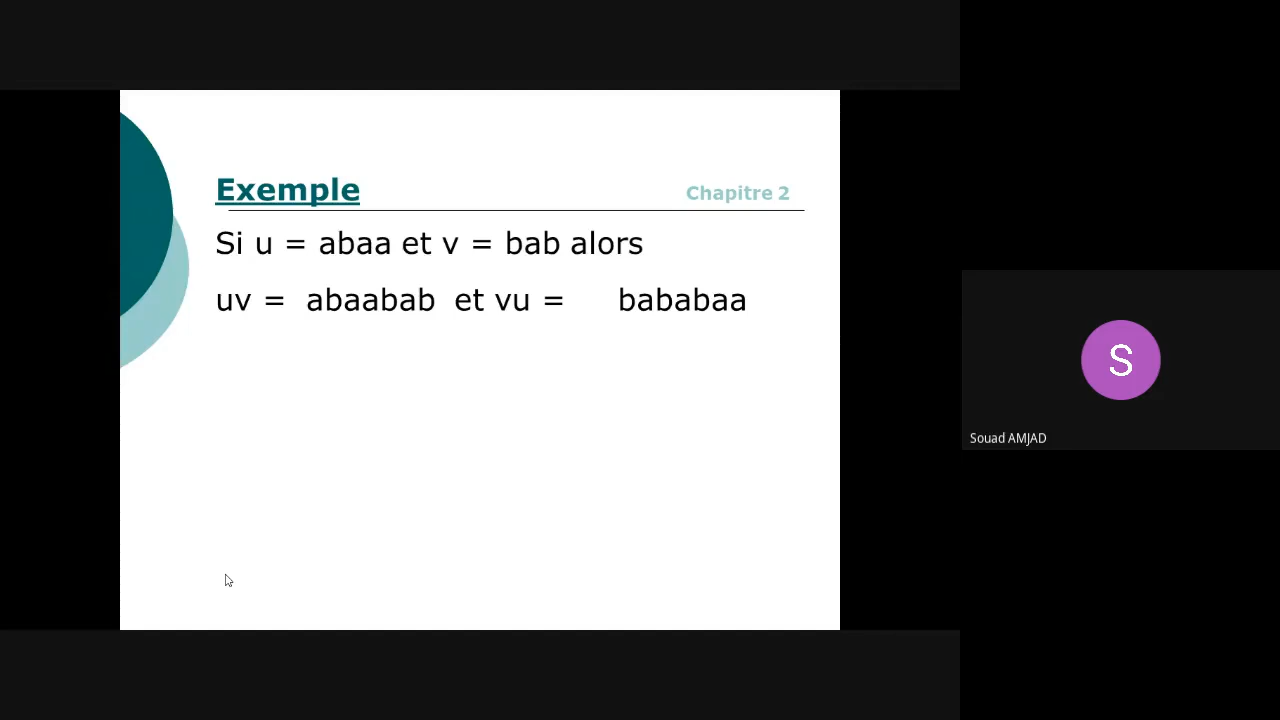 Exemple
Chapitre 2
Si u = abaa et v = bab alors
uv = abaabab et vu = bababaa
S
Souad AMJAD